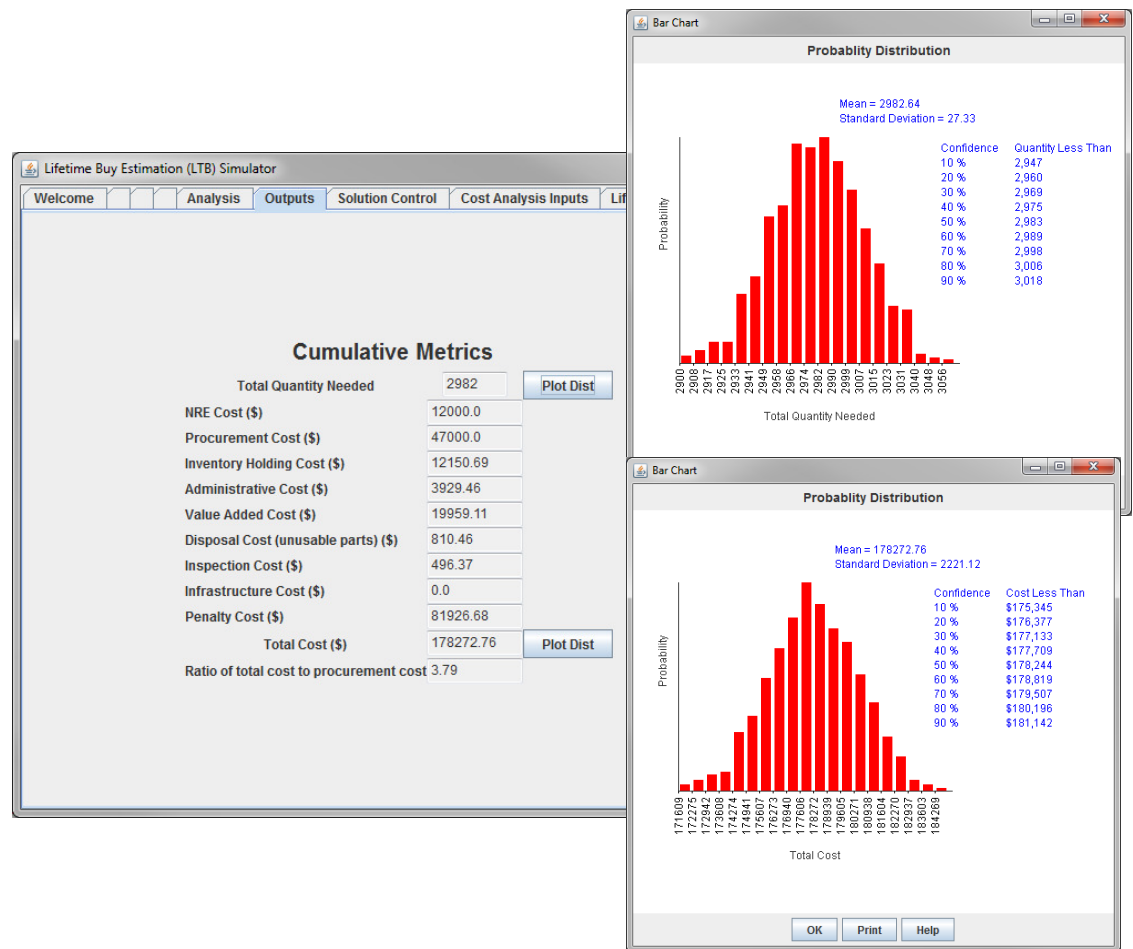 Lifetime Buy Estimation (LTB) Simulator
Welcome Analysis Outputs Solution Control Cost Analysis Inputs Lif
Cumulative Metrics
Total Quantity Needed 2982 Plot Dist
NRE Cost ($) 12000.0
Procurement Cost ($) 47000.0
Inventory Holding Cost ($) 12150.69
Administrative Cost ($) 3929.46
Value Added Cost ($) 19959.11
Disposal Cost (unusable parts) ($) 810.46
Inspection Cost ($) 496.37
Infrastructure Cost ($) 0.0
Penalty Cost ($) 81926.68
Total Cost ($) 178272.76 Plot Dist
Ratio of total cost to procurement cost 3.79
Bar Chart
Probablity Distribution
Mean = 2982.64
Standard Deviation = 27.33
Confidence Quantity Less Than
10 % 2,947
20 % 2,960
30 % 2,969
40 % 2,975
50 % 2,983
60 % 2,989
70 % 2,998
80 % 3,006
90 % 3,018
Probability
2900 2908 2917 2925 2933 2941 2949 2958 2966 2974 2982 2990 2999 3007 3015 3023 3031 3040 3048 3056
Total Quantity Needed
Bar Chart
Probablity Distribution
Mean = 178272.76
Standard Deviation = 2221.12
Confidence Cost Less Than
10 % $175,345
20 % $176,377
30 % $177,133
40 % $177,709
50 % $178,244
60 % $178,819
70 % $179,507
80 % $180,196
90 % $181,142
Probability
171609 172275 172942 173608 174274 174941 175607 176273 176940 177606 178272 178939 179605 180271 180938 181604 182270 182937 183603 184269
Total Cost
OK Print Help